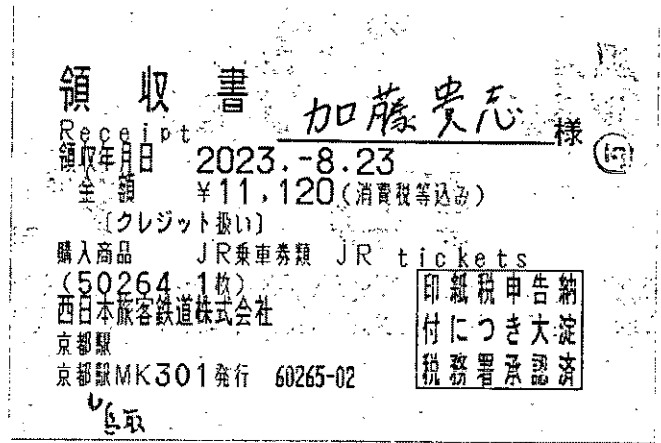 領収書
加藤貴志 様
Receipt
領収年月日 2023.-8.23
金額 ¥11,120(消費税等込み)
〔クレジット扱い〕
購入商品 JR乗車券類 JR tickets
(50264 1枚)
西日本旅客鉄道株式会社
京都駅
京都駅MK301発行 60265-02
印紙税申告納
付につき大淀
税務署承認済
鳥取